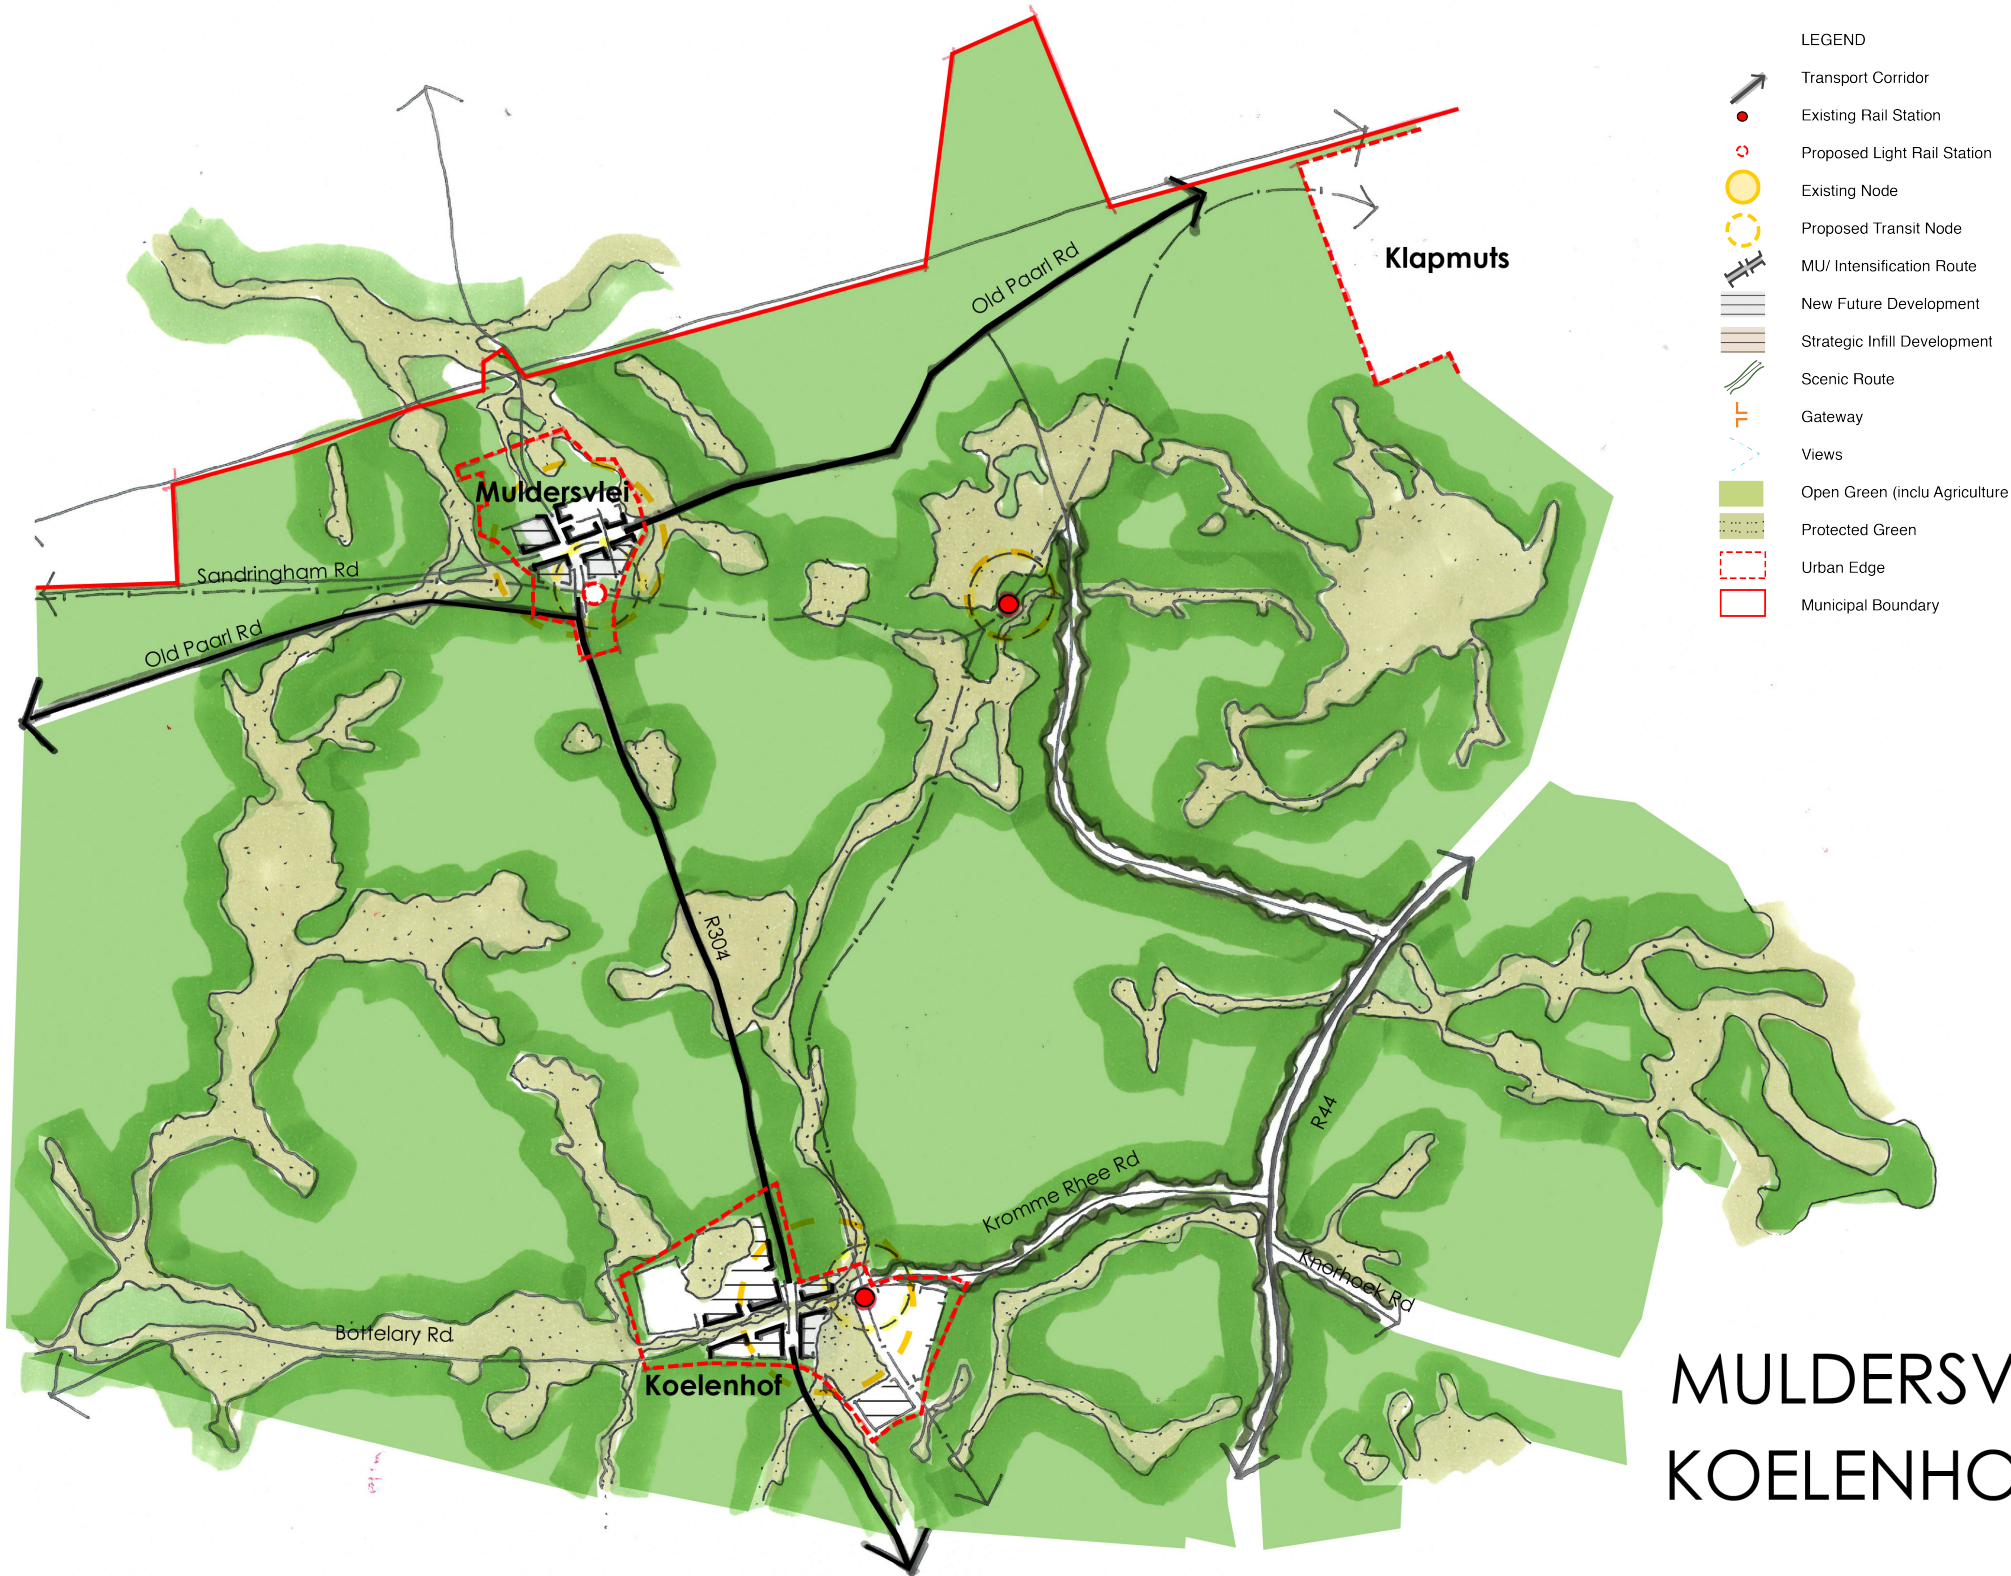 LEGEND
Transport Corridor
Existing Rail Station
Proposed Light Rail Station
Existing Node
Proposed Transit Node
MU/ Intensification Route
New Future Development
Strategic Infill Development
Scenic Route
Gateway
Views
Open Green (inclu Agriculture
Protected Green
Urban Edge
Municipal Boundary
Klapmuts
Old Paarl Rd
Muldersvlei
Sandringham Rd
Old Paarl Rd
R304
R44
Kromme Rhee Rd
Knorhoek Rd
Bottelary Rd
Koelenhof
MULDERSV
KOELENHO